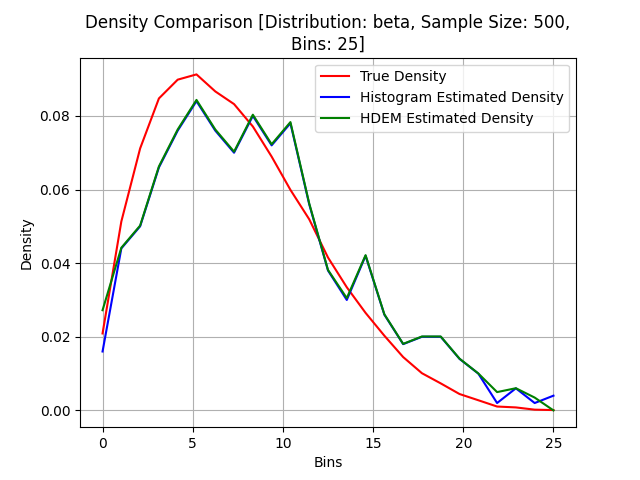 Density Comparison [Distribution: beta, Sample Size: 500,
Bins: 25]
True Density
Histogram Estimated Density
HDEM Estimated Density
Density
0.08
0.06
0.04
0.02
0.00
0 5 10 15 20 25
Bins